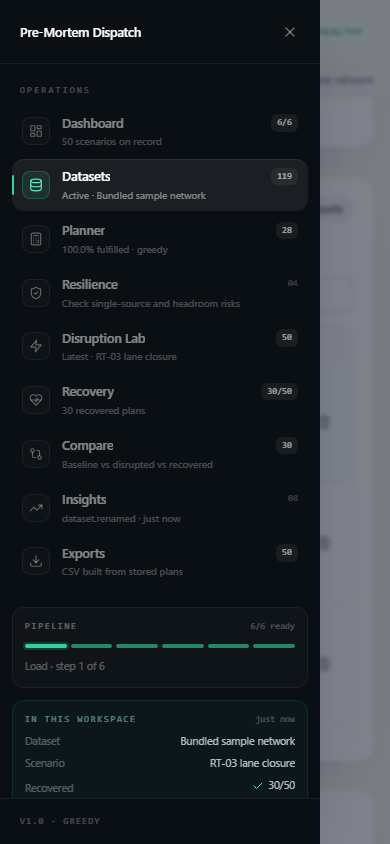 Pre-Mortem Dispatch
OPERATIONS
Dashboard 6/6
50 scenarios on record
Datasets 119
Active · Bundled sample network
Planner 28
100.0% fulfilled · greedy
Resilience 04
Check single-source and headroom risks
Disruption Lab 50
Latest · RT-03 lane closure
Recovery 30/50
30 recovered plans
Compare 30
Baseline vs disrupted vs recovered
Insights 08
dataset.renamed · just now
Exports 50
CSV built from stored plans
PIPELINE 6/6 ready
Load · step 1 of 6
IN THIS WORKSPACE just now
Dataset Bundled sample network
Scenario RT-03 lane closure
Recovered 30/50
V1.0 · GREEDY